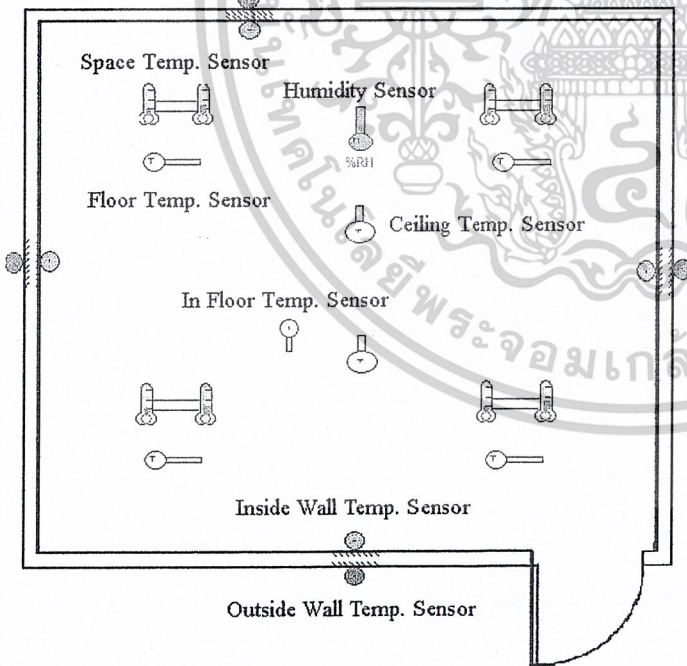 Space Temp. Sensor
Humidity Sensor
%RH
T
T
Floor Temp. Sensor
Ceiling Temp. Sensor
T
In Floor Temp. Sensor
T
T
T
Inside Wall Temp. Sensor
Outside Wall Temp. Sensor